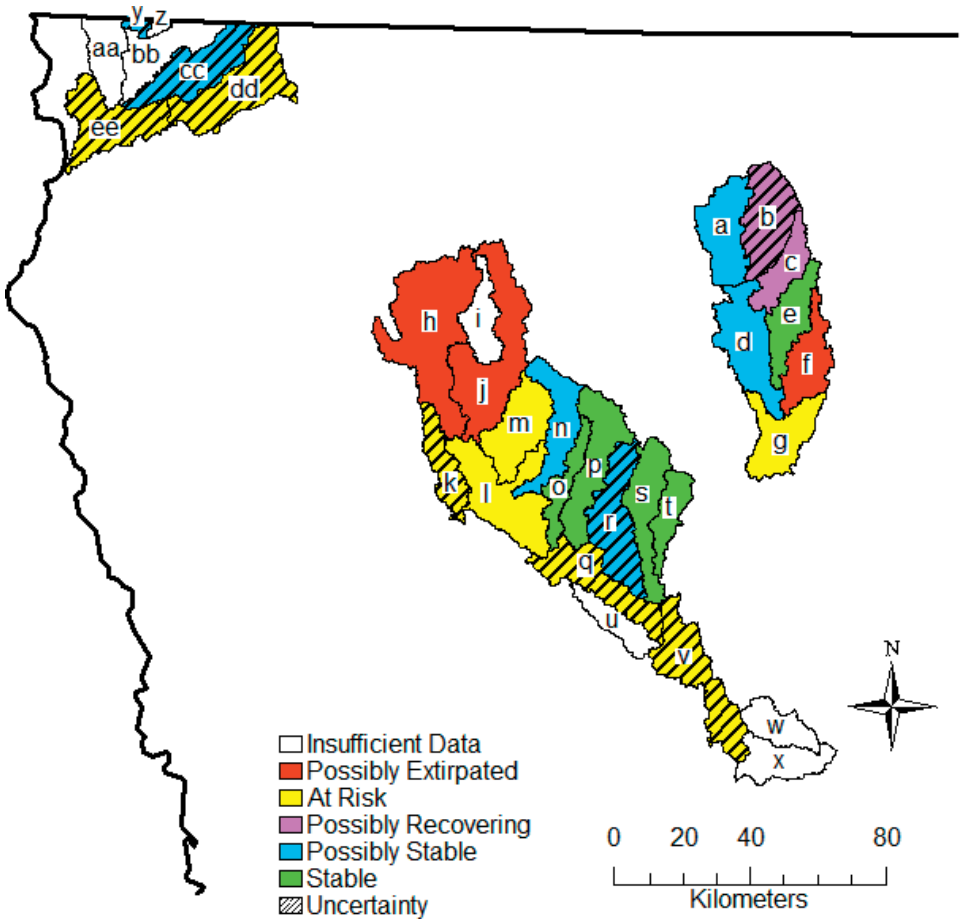 y z
aa
bb
cc
dd
ee
a
b
c
d
e
f
g
h
i
j
k
l
m
n
o
p
q
r
s
t
u
v
w
x
N
Insufficient Data
Possibly Extirpated
At Risk
Possibly Recovering
Possibly Stable
Stable
Uncertainty
0 20 40 80
Kilometers